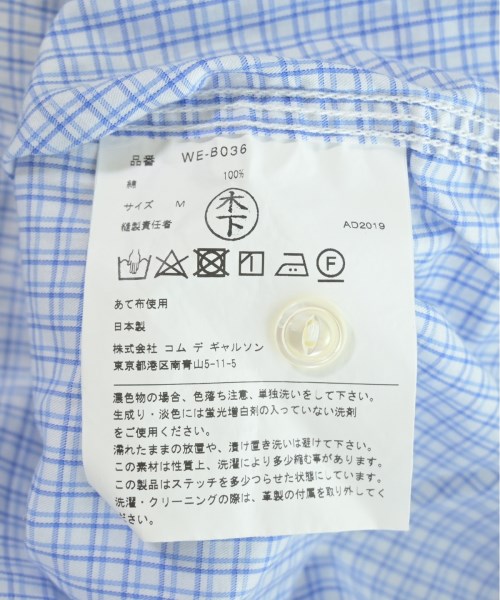 品番 WE-B036
綿 100%
サイズ M
縫製責任者 木下 AD2019
F
あて布使用
日本製
株式会社 コム デ ギャルソン
東京都港区南青山5-11-5
濃色物の場合、色落ち注意、単独洗いをして下さい。
生成り・淡色には蛍光増白剤の入っていない洗剤
をご使用ください。
濡れたままの放置や、漬け置き洗いは避けて下さい。
この素材は性質上、洗濯により多少縮む事があります。
この製品はステッチを多少つらせた状態にしています。
洗濯・クリーニングの際は、革製の付属を取り外してく
ださい。